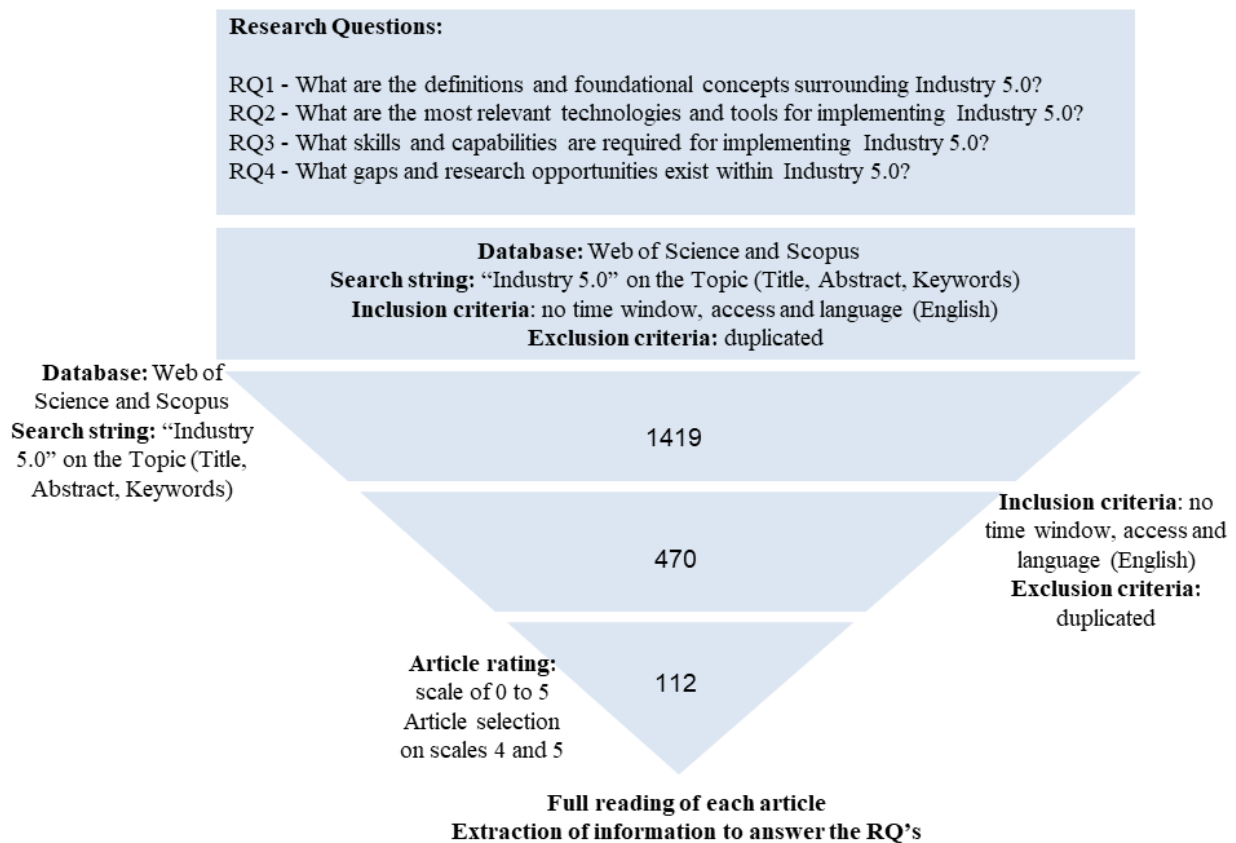 Research Questions:
RQ1 - What are the definitions and foundational concepts surrounding Industry 5.0?
RQ2 - What are the most relevant technologies and tools for implementing Industry 5.0?
RQ3 - What skills and capabilities are required for implementing Industry 5.0?
RQ4 - What gaps and research opportunities exist within Industry 5.0?
Database: Web of Science and Scopus
Search string: “Industry 5.0” on the Topic (Title, Abstract, Keywords)
Inclusion criteria: no time window, access and language (English)
Exclusion criteria: duplicated
Database: Web of
Science and Scopus
Search string: “Industry
5.0” on the Topic (Title,
Abstract, Keywords)
1419
470
Inclusion criteria: no
time window, access and
language (English)
Exclusion criteria:
duplicated
Article rating:
scale of 0 to 5
Article selection
on scales 4 and 5
112
Full reading of each article
Extraction of information to answer the RQ’s